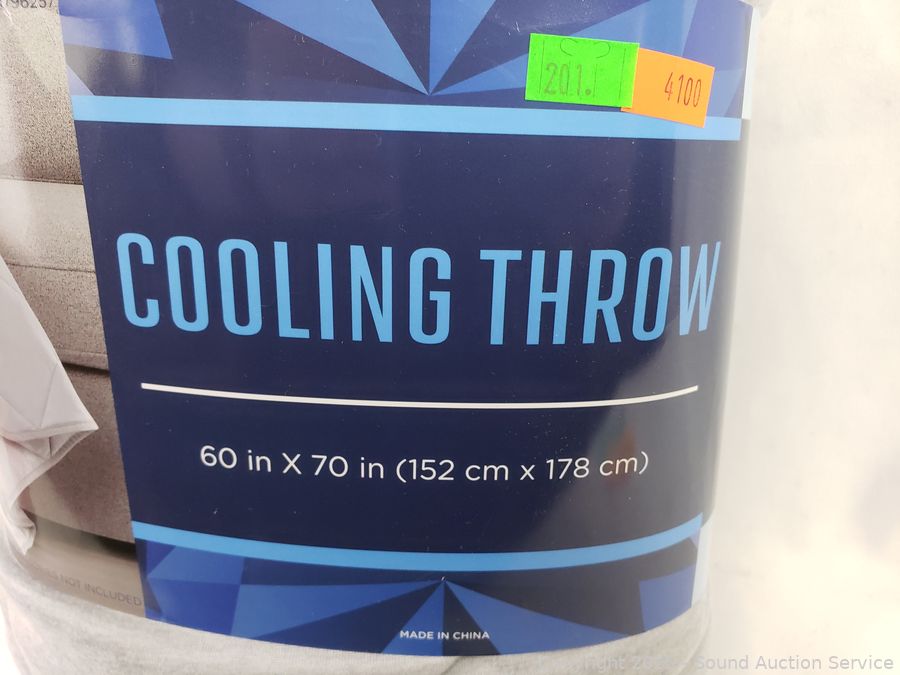 201.
4100
COOLING THROW
60 in X 70 in (152 cm x 178 cm)
NOT INCLUDED
MADE IN CHINA
Sound Auction Service